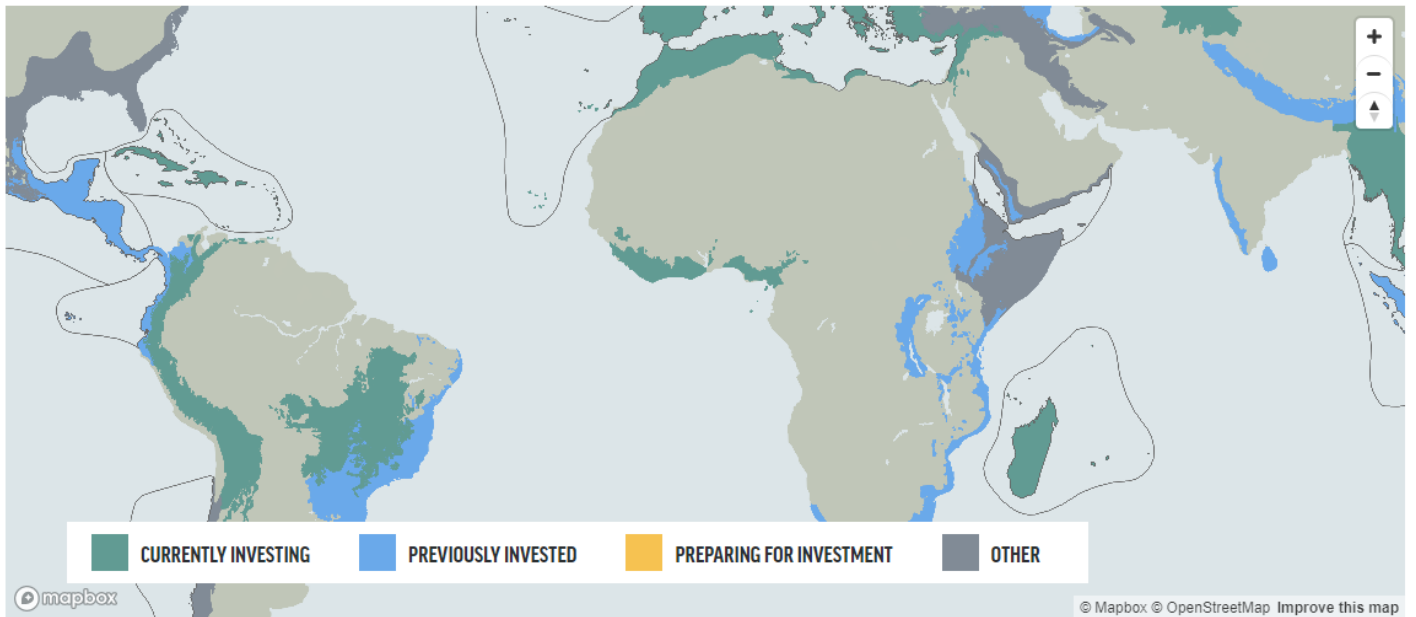 +
−
CURRENTLY INVESTING
PREVIOUSLY INVESTED
PREPARING FOR INVESTMENT
OTHER
mapbox
© Mapbox © OpenStreetMap Improve this map